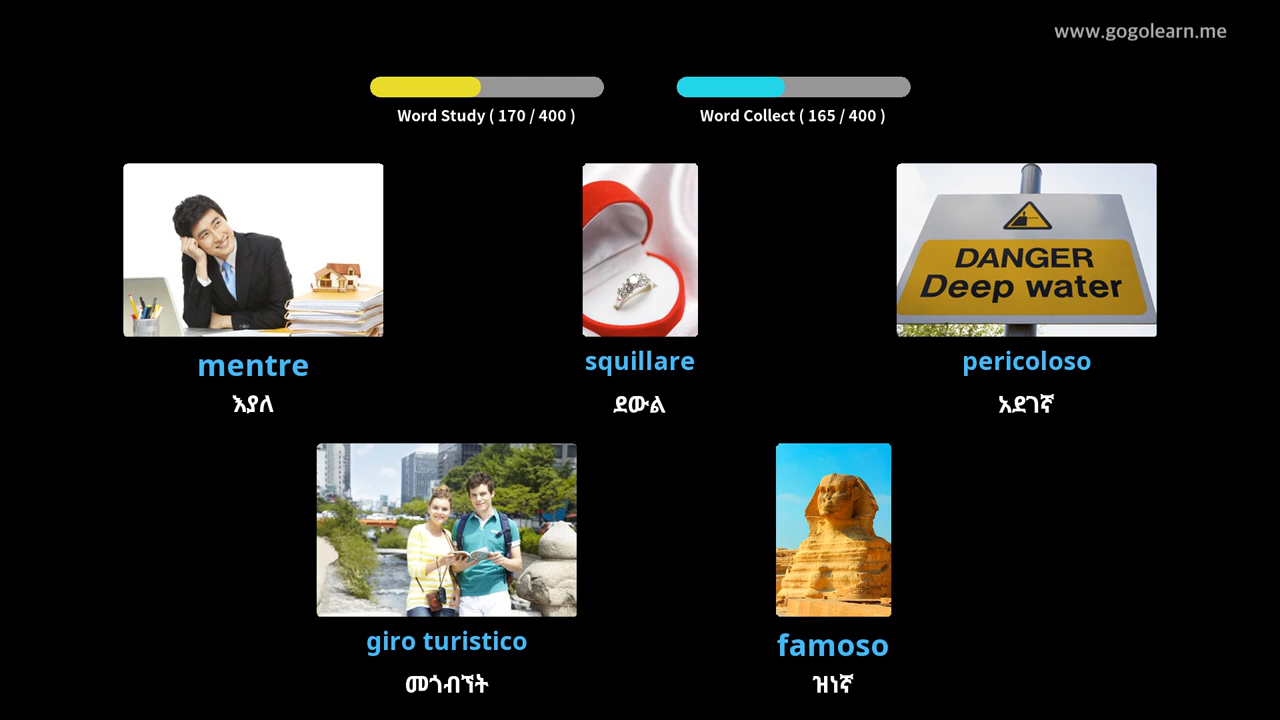 www.gogolearn.me
Word Study ( 170 / 400 )
Word Collect ( 165 / 400 )
DANGER
Deep water
mentre
squillare
pericoloso
እያለ
ደውል
አደገኛ
giro turistico
famoso
መጎብኘት
ዝነኛ